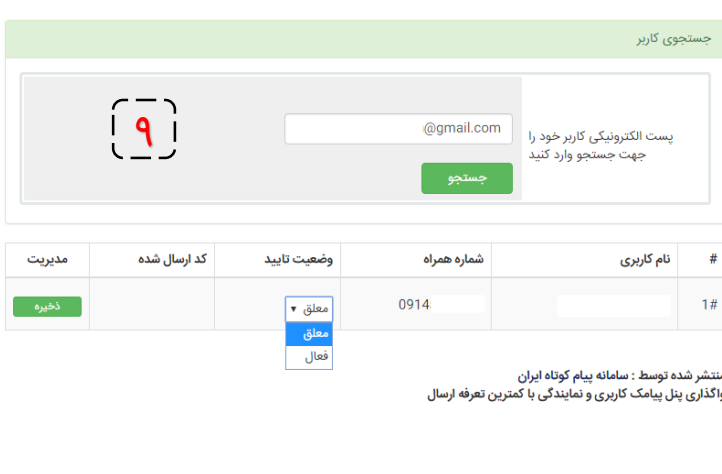 جستجوی کاربر
پست الکترونیکی کاربر خود را
جهت جستجو وارد کنید
@gmail.com
۹
جستجو
# نام کاربری شماره همراه وضعیت تایید کد ارسال شده مدیریت
1# 0914 معلق ذخیره
معلق
فعال
منتشر شده توسط : سامانه پیام کوتاه ایران
واگذاری پنل پیامک کاربری و نمایندگی با کمترین تعرفه ارسال